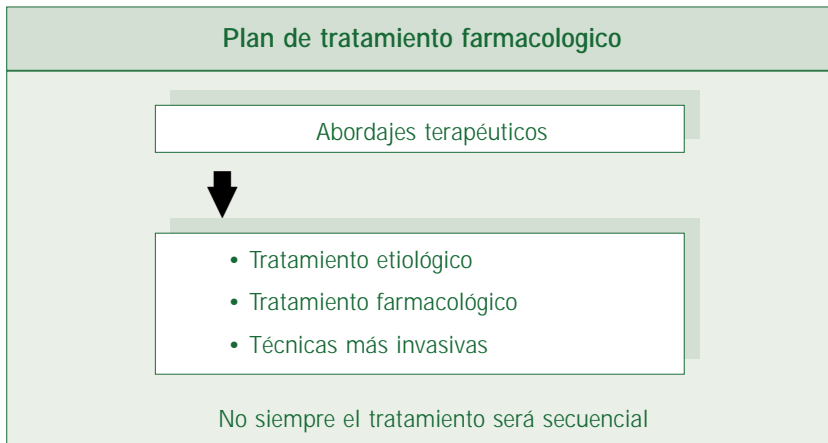 Plan de tratamiento farmacologico
Abordajes terapéuticos
• Tratamiento etiológico
• Tratamiento farmacológico
• Técnicas más invasivas
No siempre el tratamiento será secuencial